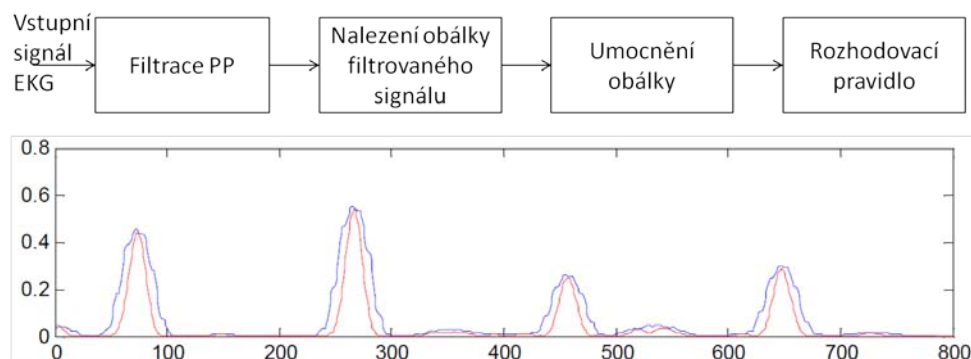 Vstupní
signál
EKG
Filtrace PP
Nalezení obálky
filtrovaného
signálu
Umocnění
obálky
Rozhodovací
pravidlo
0.8
0.6
0.4
0.2
0
0 100 200 300 400 500 600 700 800